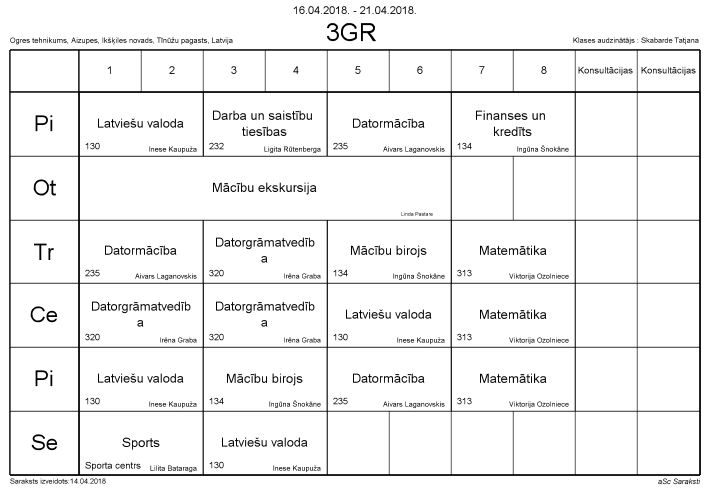 16.04.2018. - 21.04.2018.
3GR
Ogres tehnikums, Aizupes, Ikšķiles novads, Tīnūžu pagasts, Latvija
Klases audzinātājs : Skabarde Tatjana
1 2 3 4 5 6 7 8 Konsultācijas Konsultācijas
Pi
Latviešu valoda
130 Inese Kaupuža
Darba un saistību
tiesības
232 Ligita Rūtenberga
Datormācība
235 Aivars Laganovskis
Finanses un
kredīts
134 Ingūna Šnokāne
Ot
Mācību ekskursija
Linda Pastare
Tr
Datormācība
235 Aivars Laganovskis
Datorgrāmatvedīb
a
320 Irēna Graba
Mācību birojs
134 Ingūna Šnokāne
Matemātika
313 Viktorija Ozolniece
Ce
Datorgrāmatvedīb
a
320 Irēna Graba
Datorgrāmatvedīb
a
320 Irēna Graba
Latviešu valoda
130 Inese Kaupuža
Matemātika
313 Viktorija Ozolniece
Pi
Latviešu valoda
130 Inese Kaupuža
Mācību birojs
134 Ingūna Šnokāne
Datormācība
235 Aivars Laganovskis
Matemātika
313 Viktorija Ozolniece
Se
Sports
Sporta centrs Lilita Bataraga
Latviešu valoda
130 Inese Kaupuža
Saraksts izveidots:14.04.2018
aSc Saraksti